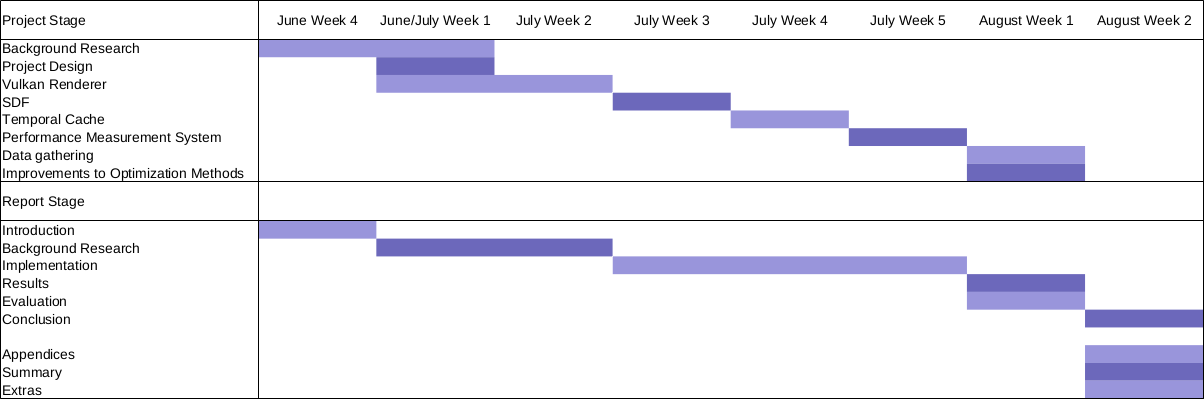 Project Stage June Week 4 June/July Week 1 July Week 2 July Week 3 July Week 4 July Week 5 August Week 1 August Week 2
Background Research
Project Design
Vulkan Renderer
SDF
Temporal Cache
Performance Measurement System
Data gathering
Improvements to Optimization Methods
Report Stage
Introduction
Background Research
Implementation
Results
Evaluation
Conclusion
Appendices
Summary
Extras